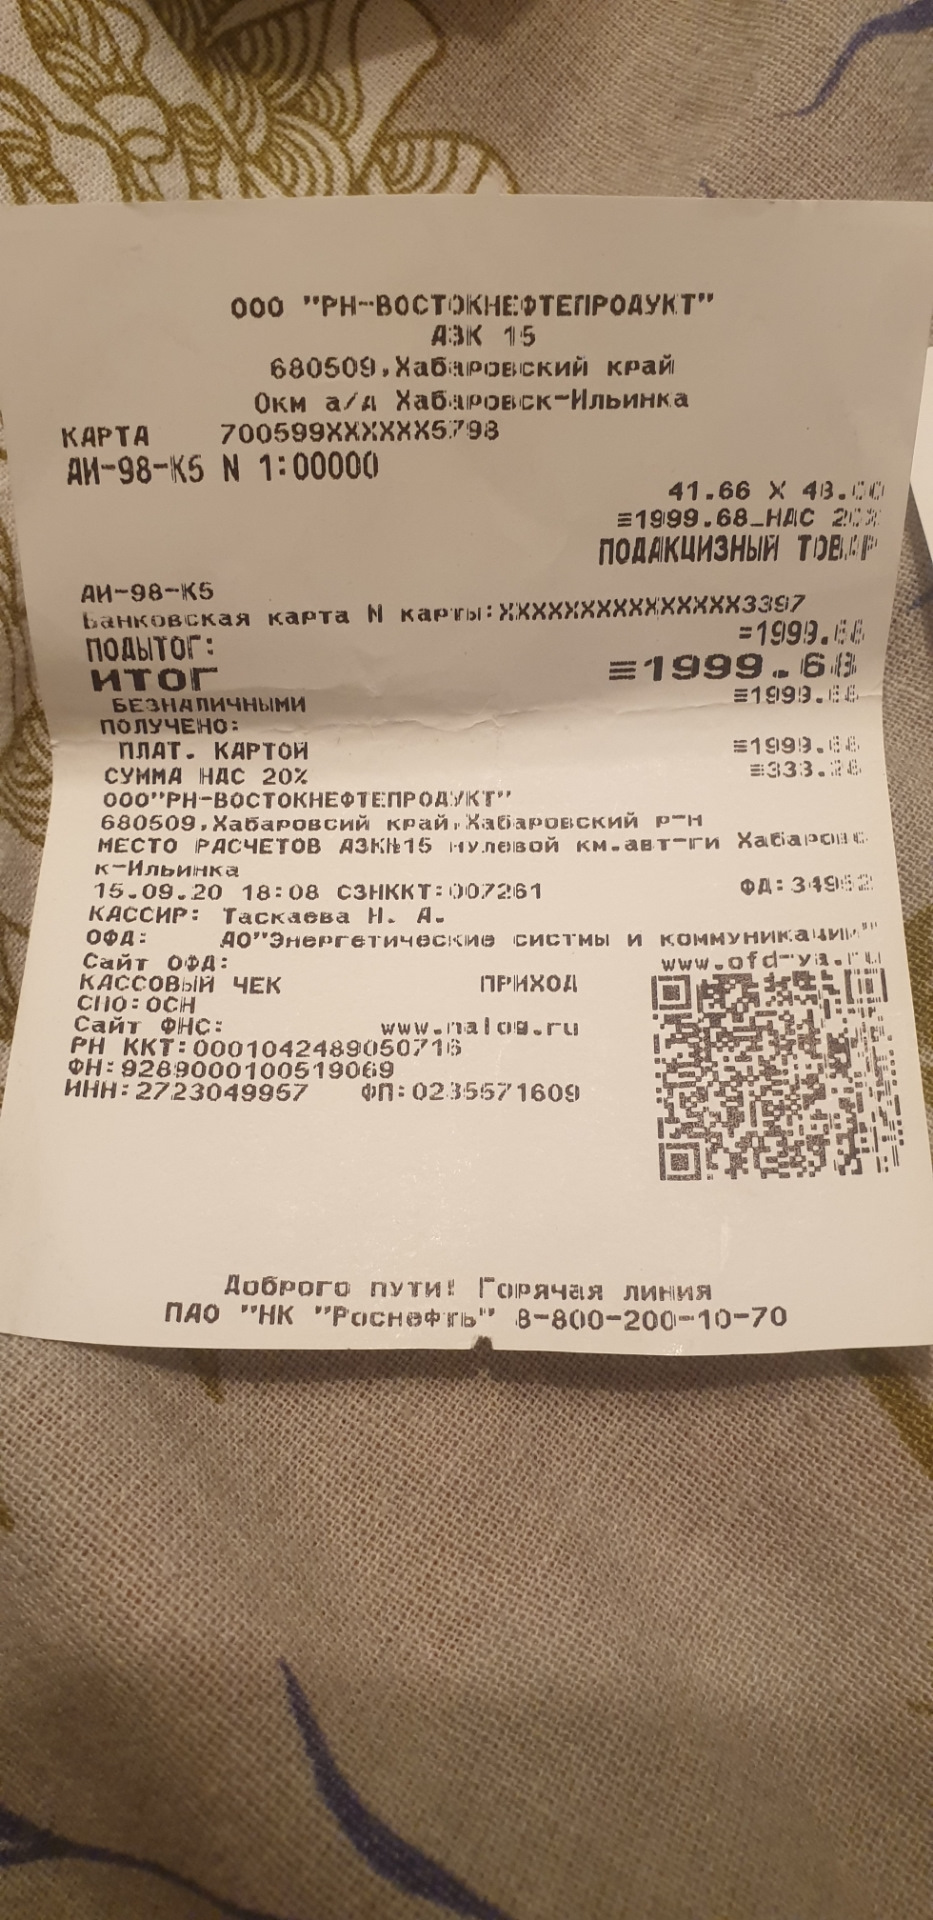 ООО "РН-ВОСТОКНЕФТЕПРОДУКТ"
АЗК 15
680509,Хабаровский край
0км а/д Хабаровск-Ильинка
КАРТА 700599XXXXXX5798
АИ-98-К5 N 1:00000
41.66 X 48.00
≡1999.68_НДС 20%
ПОДАКЦИЗНЫЙ ТОВАР
АИ-98-К5
Банковская карта N карты:XXXXXXXXXXXXXXX3397
ПОДЫТОГ: =1999.68
ИТОГ ≡1999.68
БЕЗНАЛИЧНЫМИ ≡1999.68
ПОЛУЧЕНО:
ПЛАТ. КАРТОЙ ≡1999.68
СУММА НДС 20% ≡333.28
ООО"РН-ВОСТОКНЕФТЕПРОДУКТ"
680509,Хабаровсий край,Хабаровский р-н
МЕСТО РАСЧЕТОВ АЗК№15 нулевой км.авт-ги Хабаровс
к-Ильинка
15.09.20 18:08 СЗНККТ:007261 ФД:
КАССИР: Таскаева Н. А.
ОФД: АО"Энергетические систмы и коммуникации"
Сайт ОФД: www.ofd-ya.ru
КАССОВЫЙ ЧЕК ПРИХОД
СНО:ОСН
Сайт ФНС: www.nalog.ru
РН ККТ:0001042489050716
ФН:9289000100519069
ИНН:2723049957 ФП:0235571609
Доброго пути! Горячая линия
ПАО "НК "Роснефть" 8-800-200-10-70